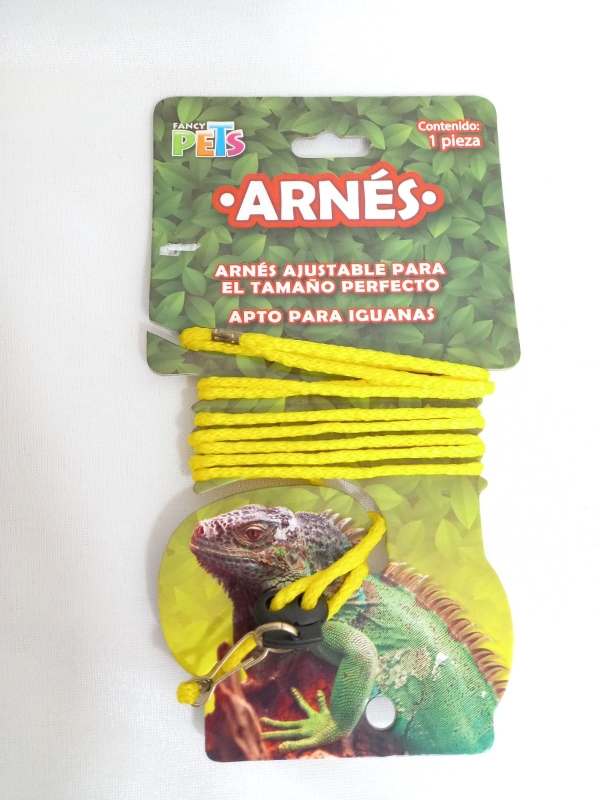 FANCY
PETS
Contenido:
1 pieza
•ARNÉS•
ARNÉS AJUSTABLE PARA
EL TAMAÑO PERFECTO
APTO PARA IGUANAS